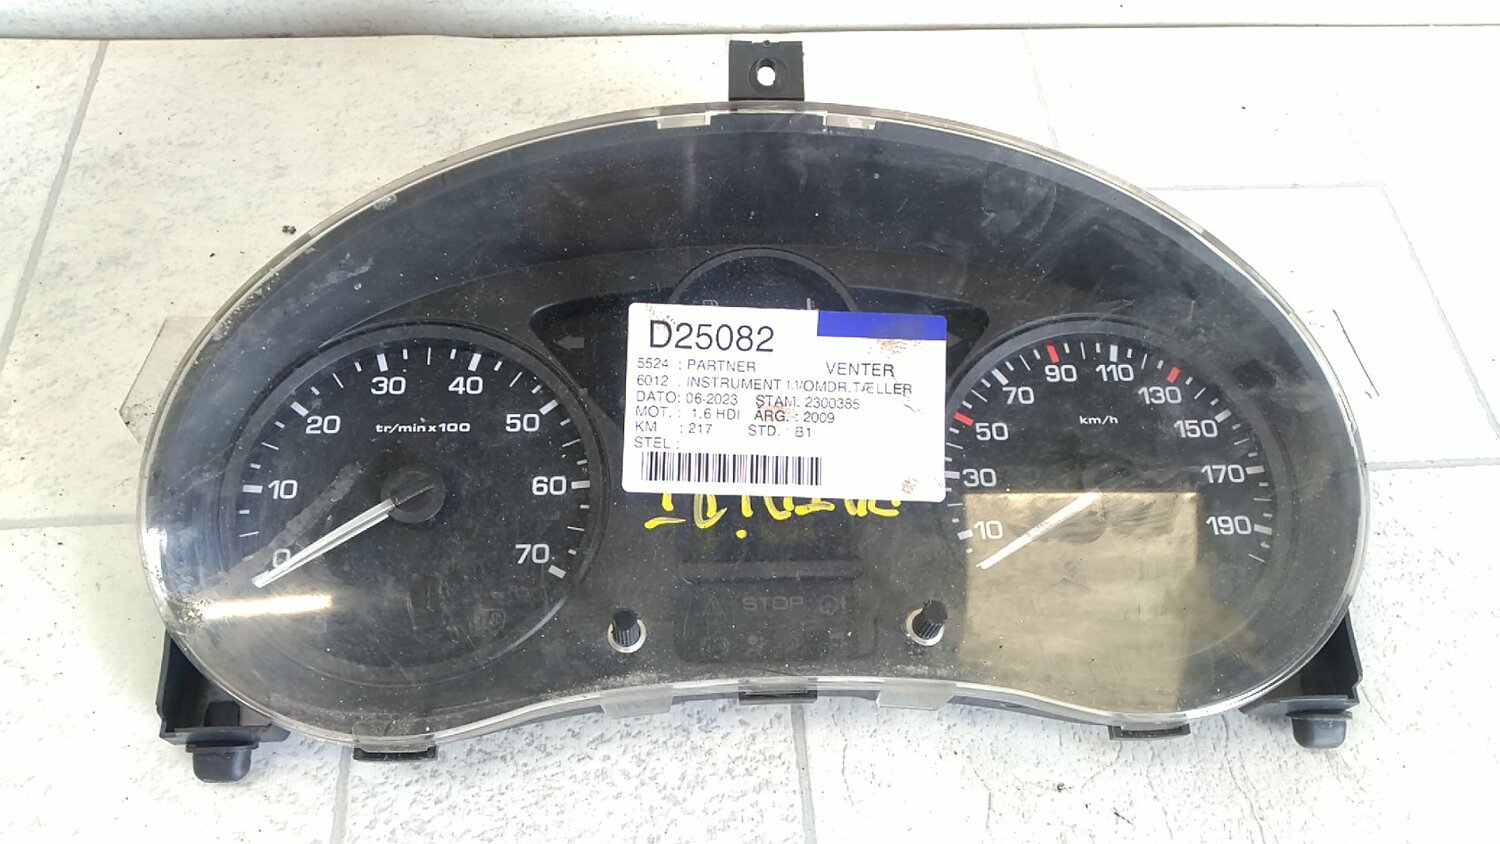 D25082
5524 : PARTNER VENTER
6012 : INSTRUMENT M/OMDR.TÆLLER
DATO: 06-2023 STAM. 2300385
MOT. : 1.6 HDI ÅRG. : 2009
KM : 217 STD. : B1
STEL :
0
10
20
30
40
50
60
70
tr/min x 100
10
30
50
70
90
110
130
150
170
190
km/h
STOP